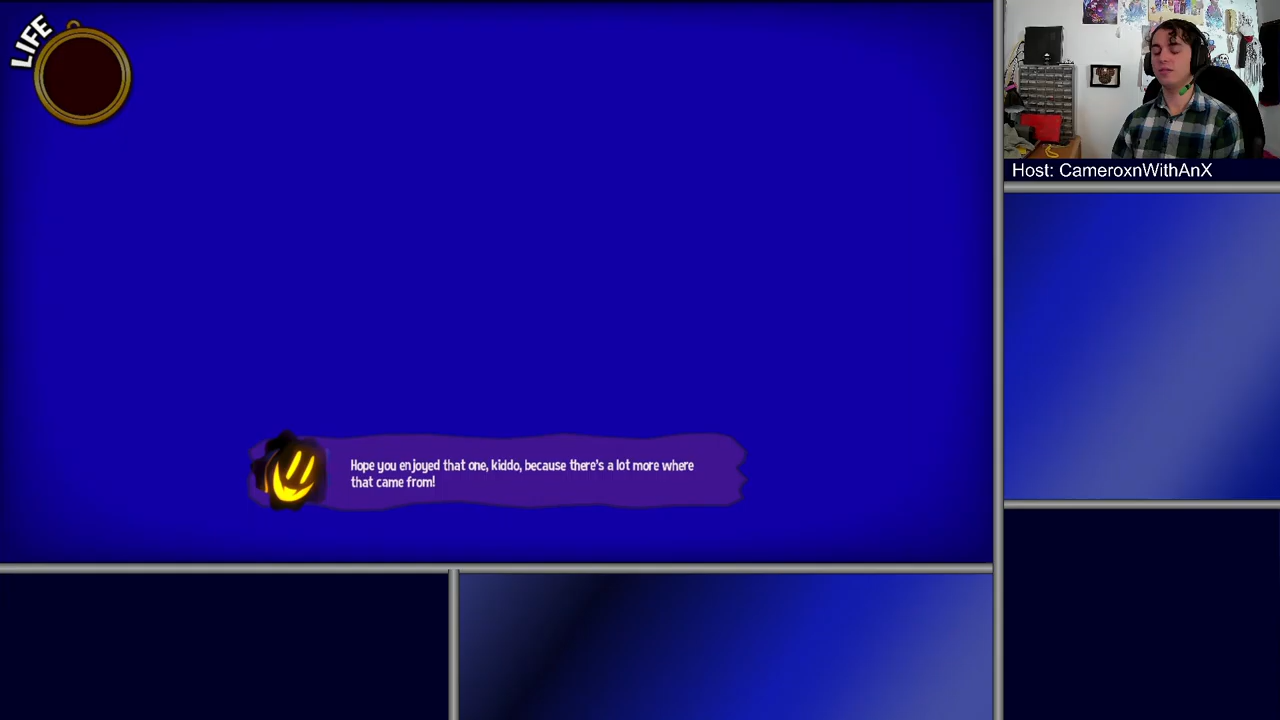 LIFE
Host: CameroxnWithAnX
Hope you enjoyed that one, kiddo, because there's a lot more where
that came from!